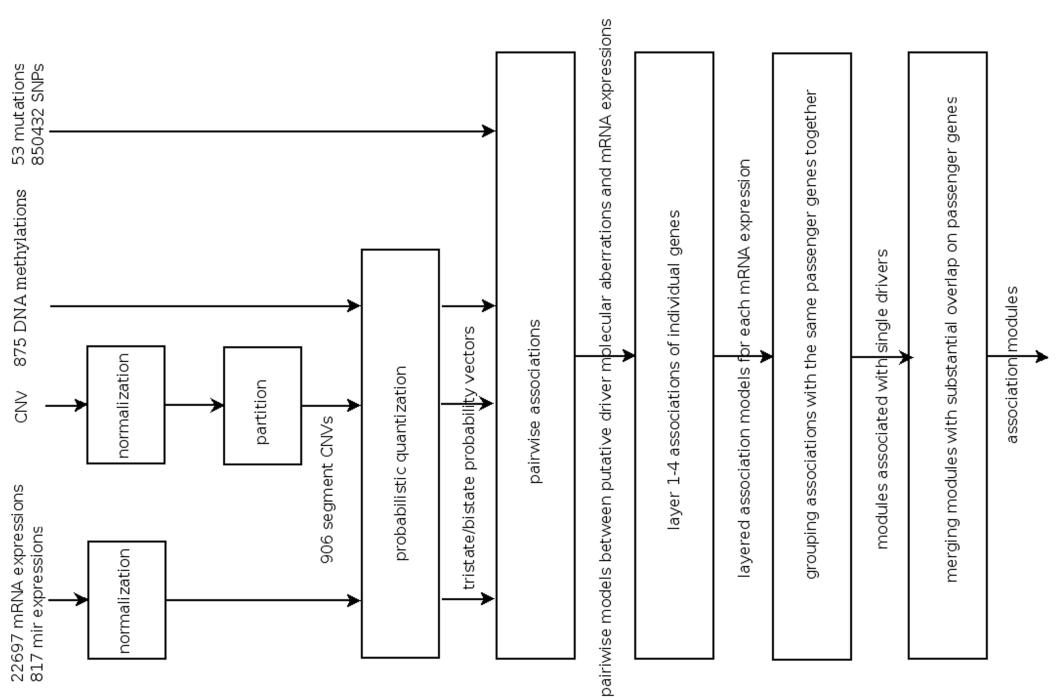 53 mutations
850432 SNPs
875 DNA methylations
CNV
22697 mRNA expressions
817 mir expressions
normalization
normalization
partition
906 segment CNVs
probabilistic quantization
tristate/bistate probability vectors
pairwise associations
pairiwise models between putative driver molecular aberrations and mRNA expressions
layer 1-4 associations of individual genes
layered association models for each mRNA expression
grouping associations with the same passenger genes together
modules associated with single drivers
merging modules with substantial overlap on passenger genes
association modules